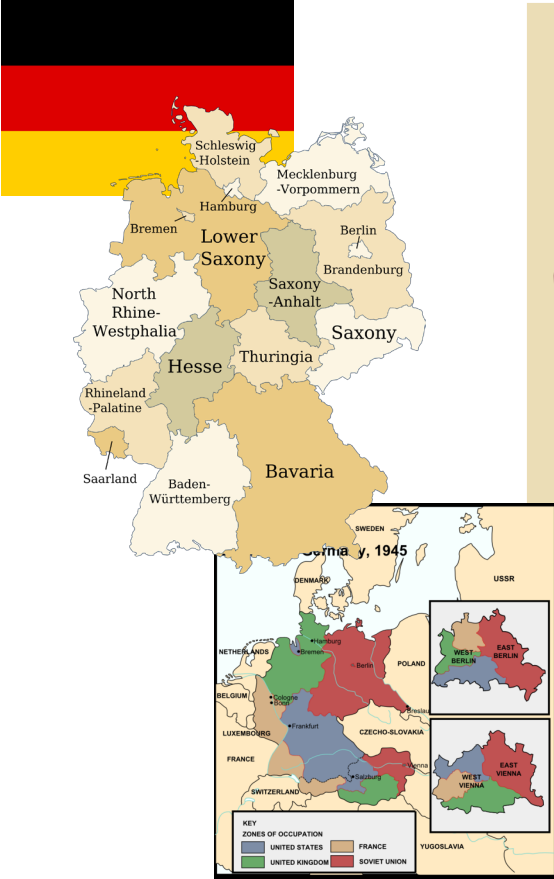 Schleswig
-Holstein
Mecklenburg
-Vorpommern
Hamburg
Bremen
Lower
Saxony
Berlin
Brandenburg
Saxony
-Anhalt
North
Rhine-
Westphalia
Saxony
Hesse
Thuringia
Rhineland
-Palatine
Saarland
Baden-
Württemberg
Bavaria
SWEDEN
Germany, 1945
DENMARK
USSR
Hamburg
NETHERLANDS
Bremen
Berlin
POLAND
WEST
BERLIN
EAST
BERLIN
BELGIUM
Cologne
Bonn
Breslau
Frankfurt
LUXEMBOURG
CZECHO-SLOVAKIA
FRANCE
Vienna
Salzburg
SWITZERLAND
WEST
VIENNA
EAST
VIENNA
KEY
ZONES OF OCCUPATION
UNITED STATES
FRANCE
UNITED KINGDOM
SOVIET UNION
YUGOSLAVIA